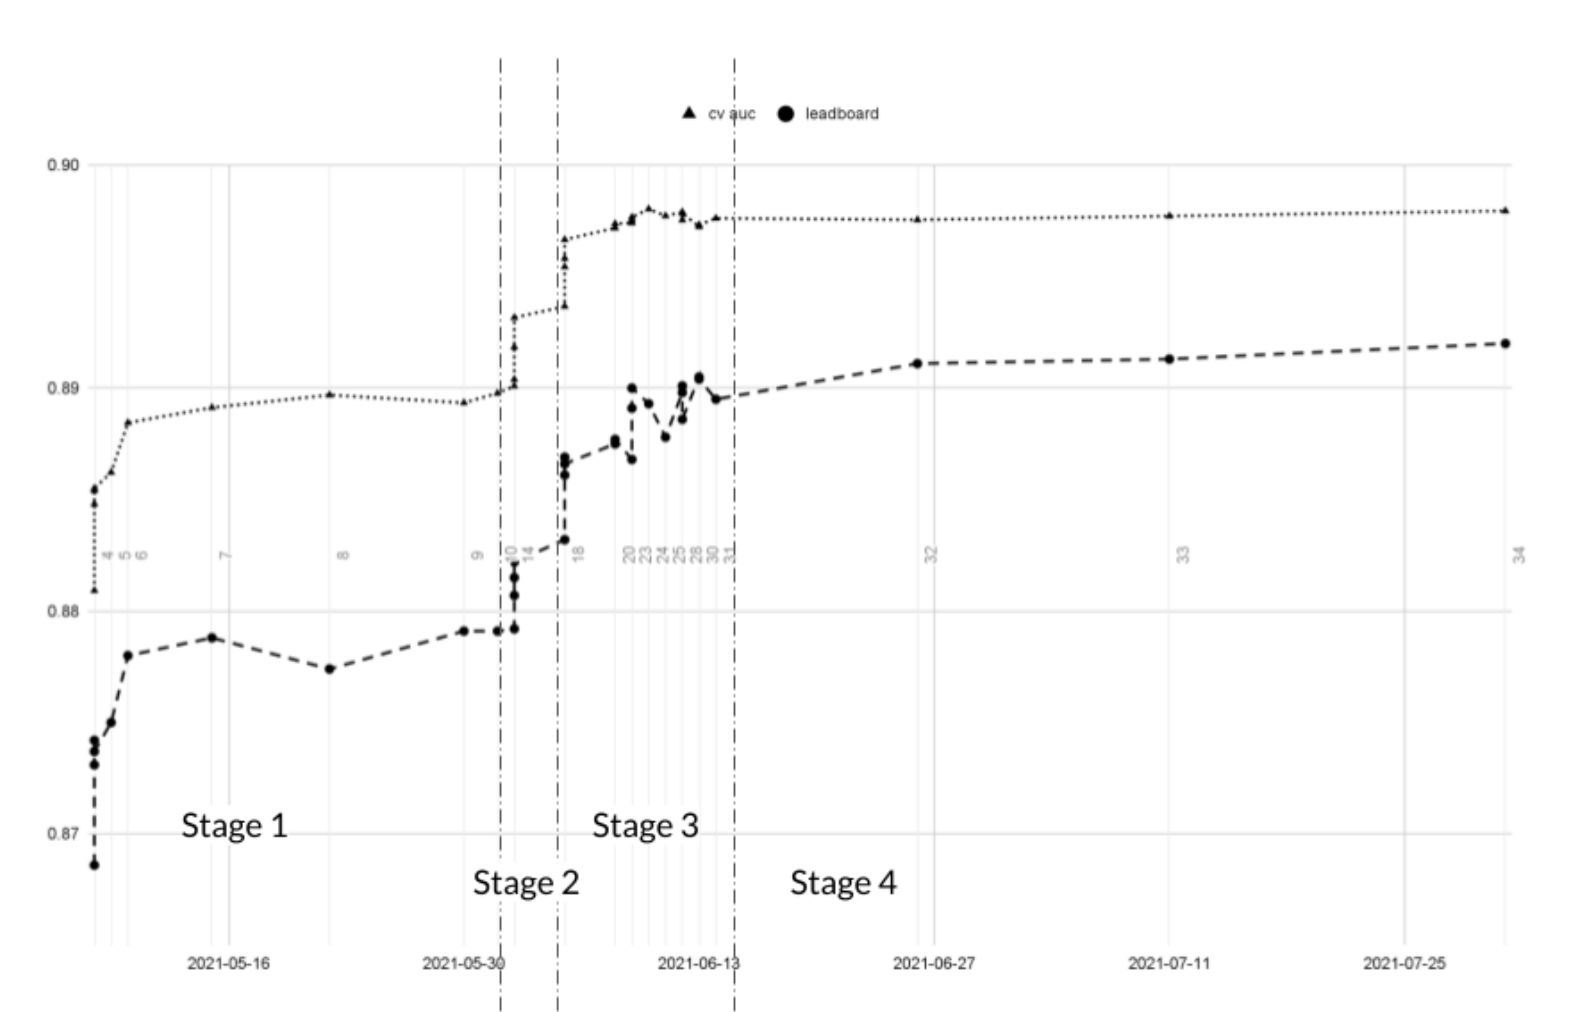 cv auc leadboard
0.90
0.89
4 5 6 7 8 9 10 14 18 20 23 24 25 28 30 31 32 33 34
0.88
0.87
Stage 1 Stage 3
Stage 2 Stage 4
2021-05-16 2021-05-30 2021-06-13 2021-06-27 2021-07-11 2021-07-25